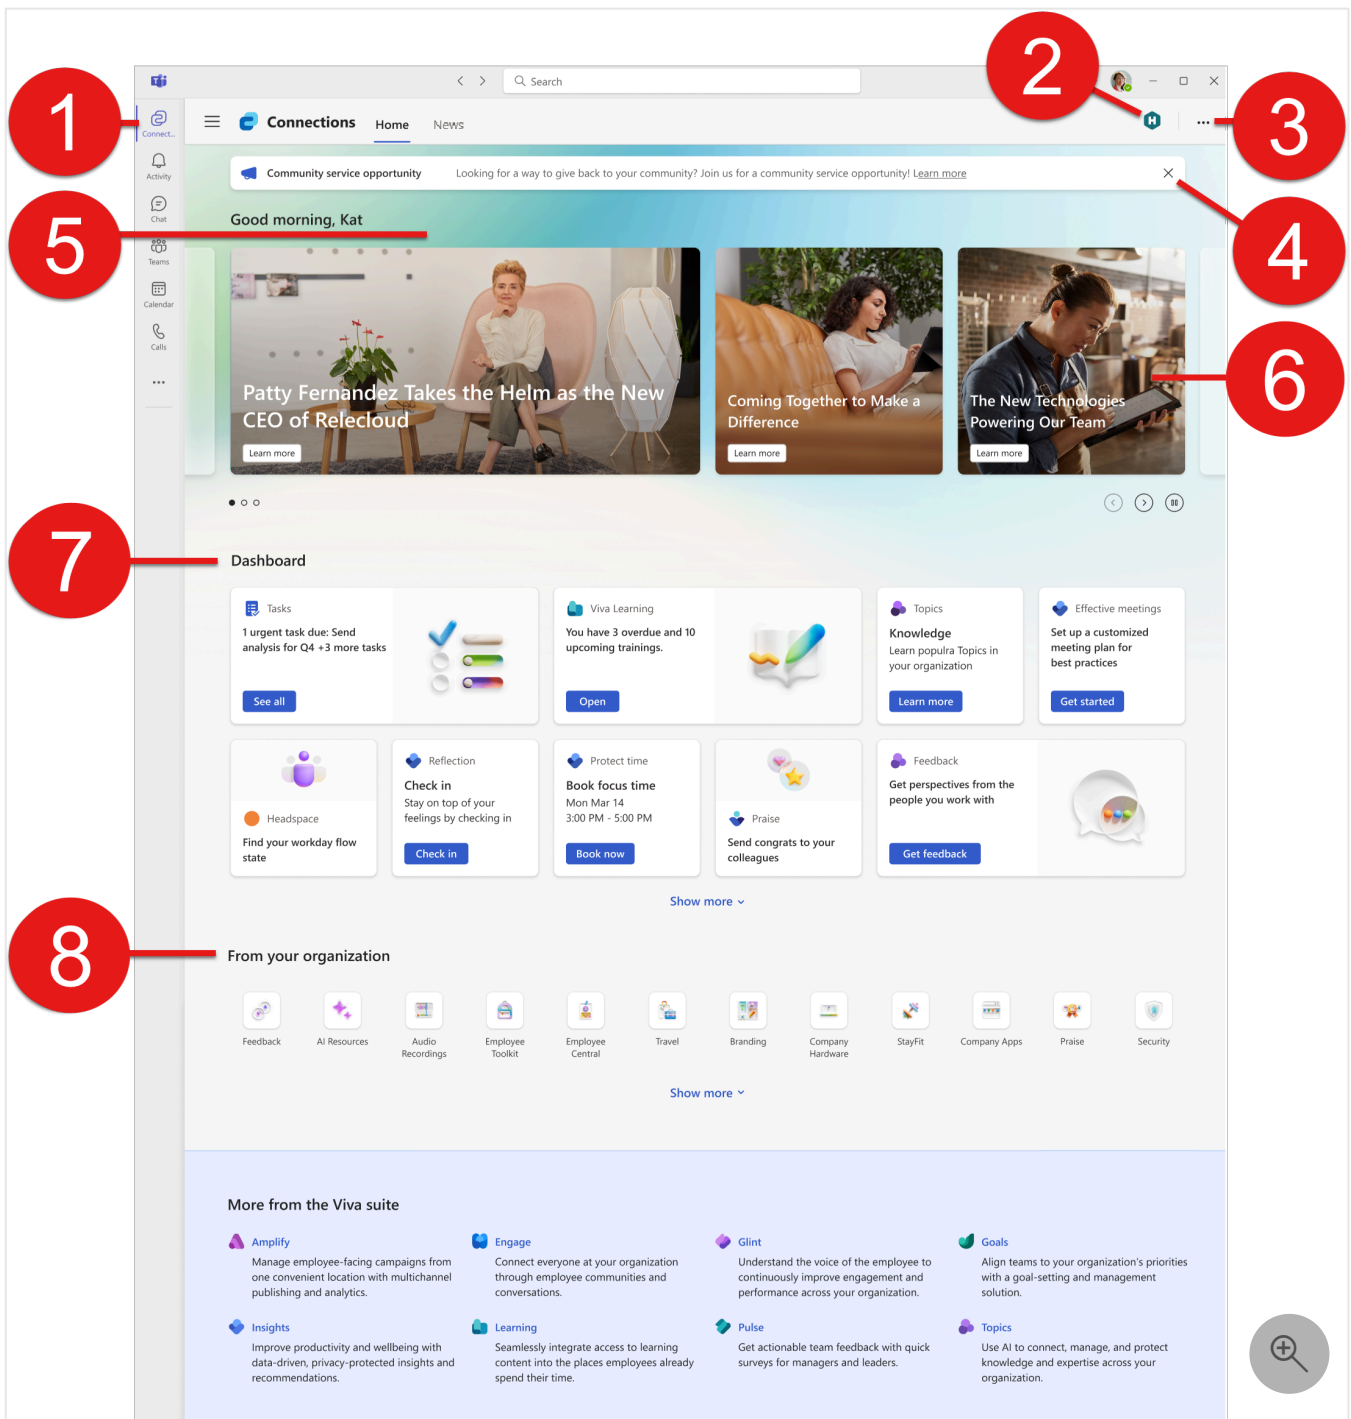 1
2
3
4
5
6
7
8
Search
Connect...
Activity
Chat
Teams
Calendar
Calls
Connections
Home
News
H
Community service opportunity
Looking for a way to give back to your community? Join us for a community service opportunity! Learn more
Good morning, Kat
Patty Fernandez Takes the Helm as the New
CEO of Relecloud
Learn more
Coming Together to Make a
Difference
Learn more
The New Technologies
Powering Our Team
Learn more
Dashboard
Tasks
1 urgent task due: Send
analysis for Q4 +3 more tasks
See all
Viva Learning
You have 3 overdue and 10
upcoming trainings.
Open
Topics
Knowledge
Learn populra Topics in
your organization
Learn more
Effective meetings
Set up a customized
meeting plan for
best practices
Get started
Headspace
Find your workday flow
state
Reflection
Check in
Stay on top of your
feelings by checking in
Check in
Protect time
Book focus time
Mon Mar 14
3:00 PM - 5:00 PM
Book now
Praise
Send congrats to your
colleagues
Feedback
Get perspectives from the
people you work with
Get feedback
Show more
From your organization
Feedback
AI Resources
Audio
Recordings
Employee
Toolkit
Employee
Central
Travel
Branding
Company
Hardware
StayFit
Company Apps
Praise
Security
Show more
More from the Viva suite
Amplify
Manage employee-facing campaigns from
one convenient location with multichannel
publishing and analytics.
Engage
Connect everyone at your organization
through employee communities and
conversations.
Glint
Understand the voice of the employee to
continuously improve engagement and
performance across your organization.
Goals
Align teams to your organization's priorities
with a goal-setting and management
solution.
Insights
Improve productivity and wellbeing with
data-driven, privacy-protected insights and
recommendations.
Learning
Seamlessly integrate access to learning
content into the places employees already
spend their time.
Pulse
Get actionable team feedback with quick
surveys for managers and leaders.
Topics
Use AI to connect, manage, and protect
knowledge and expertise across your
organization.